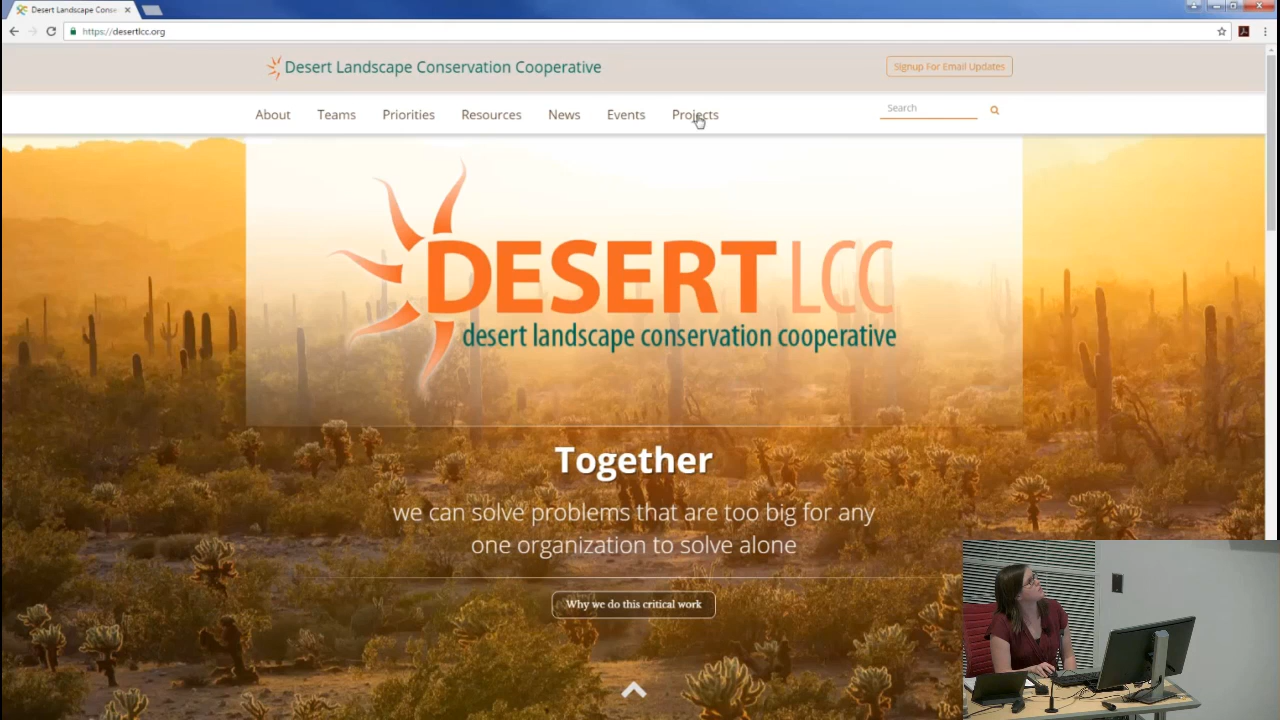 Desert Landscape Conse
https://desertlcc.org
Desert Landscape Conservation Cooperative
Signup For Email Updates
About Teams Priorities Resources News Events Projects
Search
DESERT LCC
desert landscape conservation cooperative
Together
we can solve problems that are too big for any
one organization to solve alone
Why we do this critical work